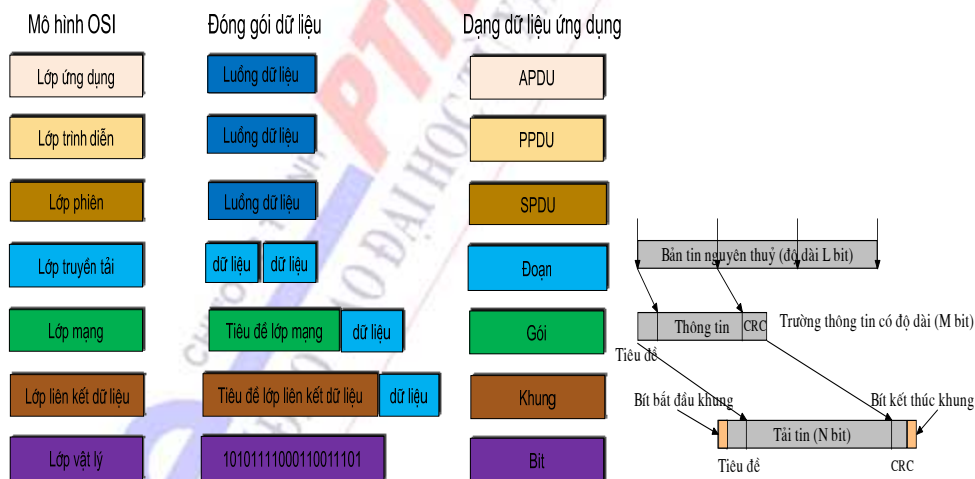 Mô hình OSI
Đóng gói dữ liệu
Dạng dữ liệu ứng dụng
Lớp ứng dụng
Luồng dữ liệu
APDU
Lớp trình diễn
Luồng dữ liệu
PPDU
Lớp phiên
Luồng dữ liệu
SPDU
Lớp truyền tải
dữ liệu
dữ liệu
Đoạn
Lớp mạng
Tiêu đề lớp mạng
dữ liệu
Gói
Lớp liên kết dữ liệu
Tiêu đề lớp liên kết dữ liệu
dữ liệu
Khung
Lớp vật lý
10101111000110011101
Bit
Bản tin nguyên thuỷ (độ dài L bit)
Thông tin
CRC
Trường thông tin có độ dài (M bit)
Tiêu đề
Bít bắt đầu khung
Bít kết thúc khung
Tải tin (N bit)
Tiêu đề
CRC
ĐẠI HỌC TỪ XA